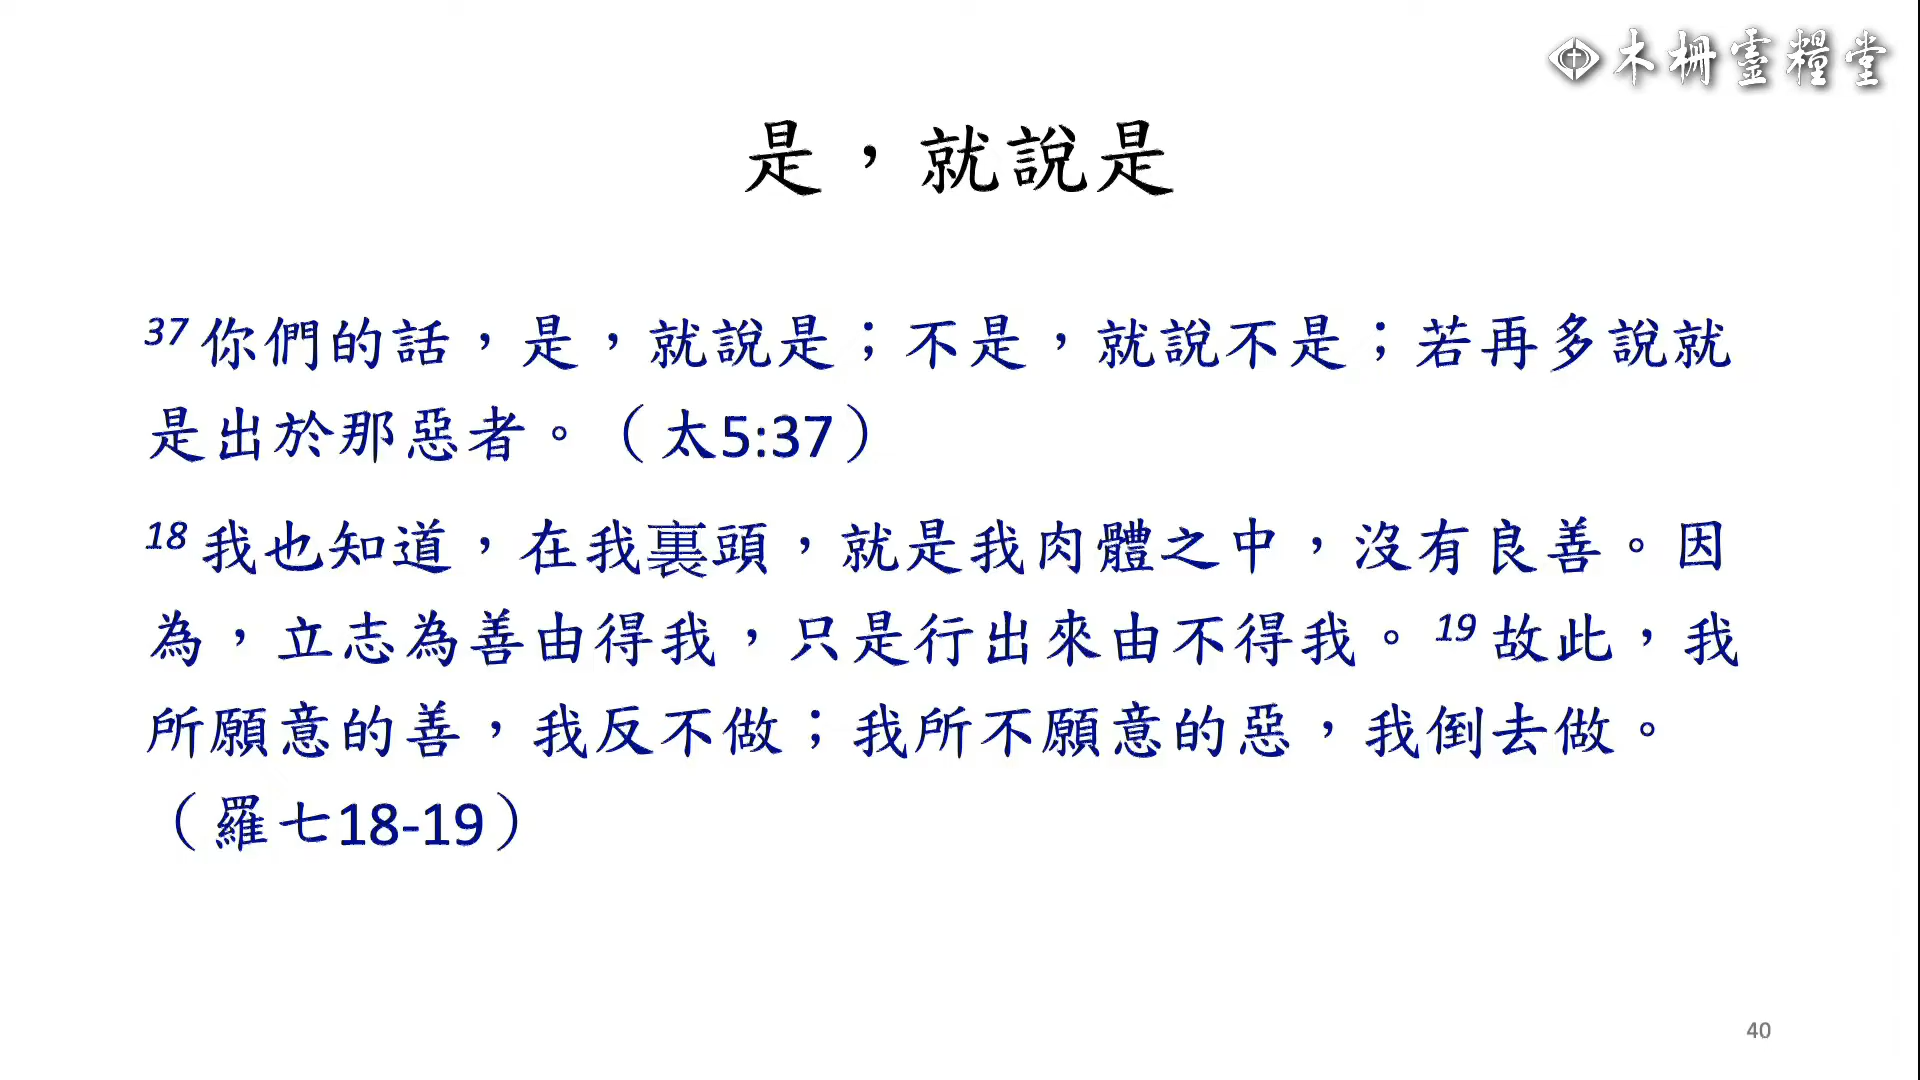 木柵靈糧堂
是，就說是
37 你們的話，是，就說是；不是，就說不是；若再多說就
是出於那惡者。（太5:37）
18 我也知道，在我裏頭，就是我肉體之中，沒有良善。因
為，立志為善由得我，只是行出來由不得我。19 故此，我
所願意的善，我反不做；我所不願意的惡，我倒去做。
（羅七18-19）
40